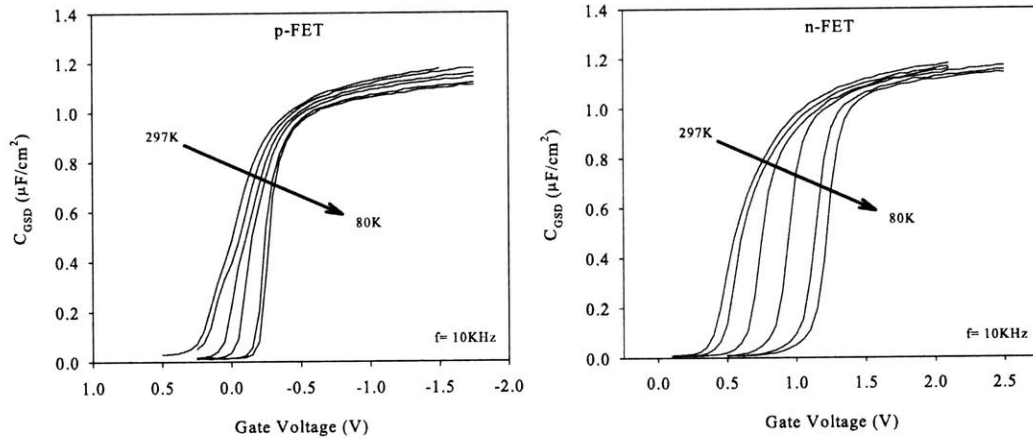 p-FET
C_GSD (µF/cm²)
1.4
1.2
1.0
0.8
0.6
0.4
0.2
0.0
297K
80K
f= 10KHz
1.0 0.5 0.0 -0.5 -1.0 -1.5 -2.0
Gate Voltage (V)
n-FET
C_GSD (µF/cm²)
1.4
1.2
1.0
0.8
0.6
0.4
0.2
0.0
297K
80K
f= 10KHz
0.0 0.5 1.0 1.5 2.0 2.5
Gate Voltage (V)